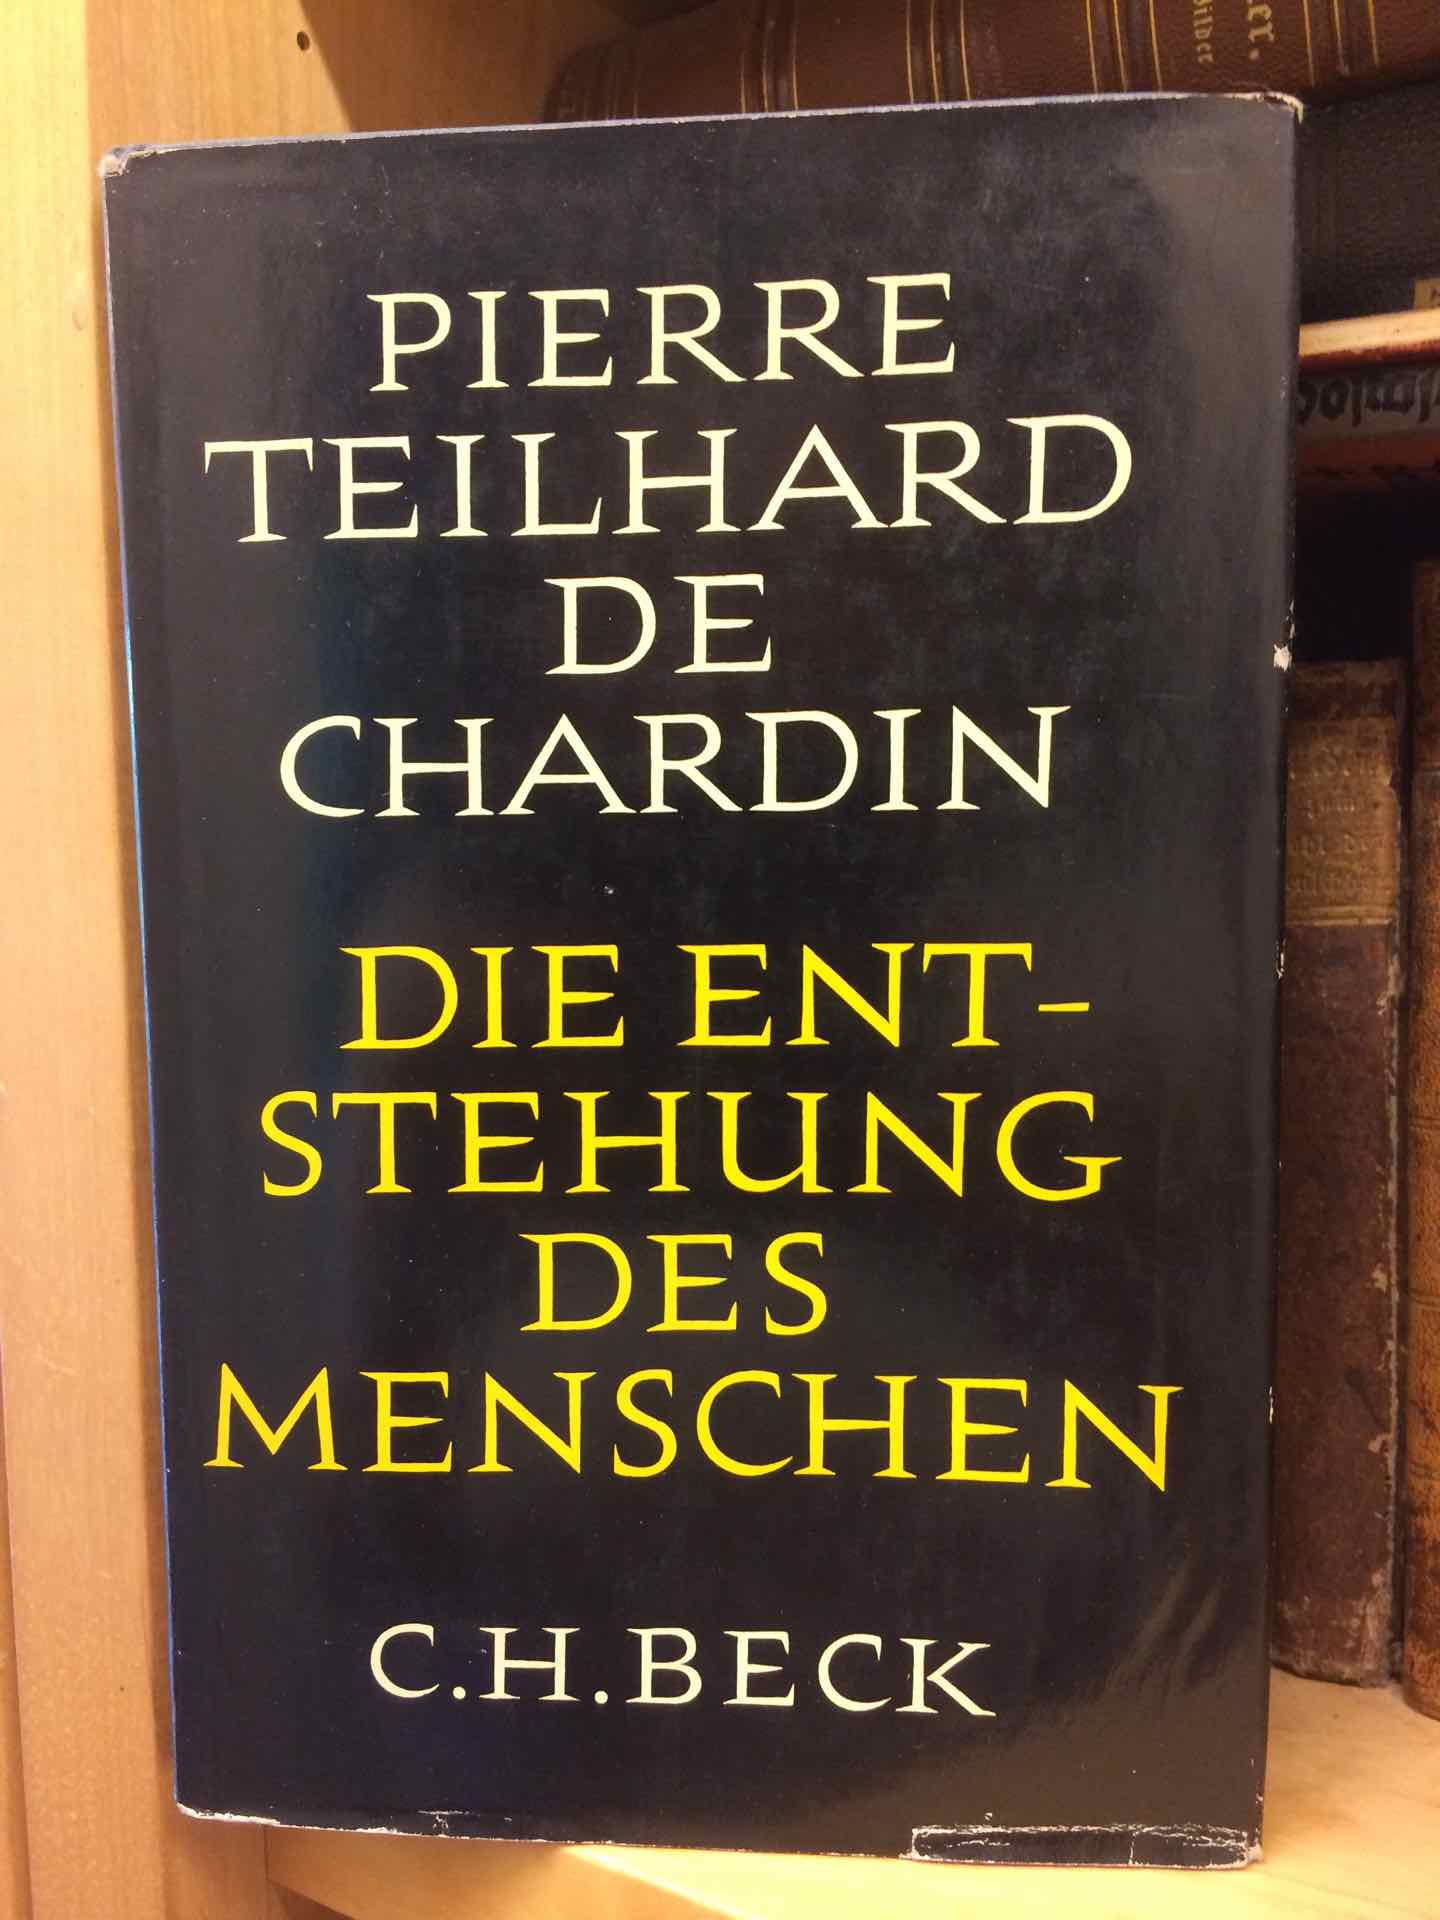 PIERRE
TEILHARD
DE
CHARDIN
DIE ENT-
STEHUNG
DES
MENSCHEN
C.H.BECK